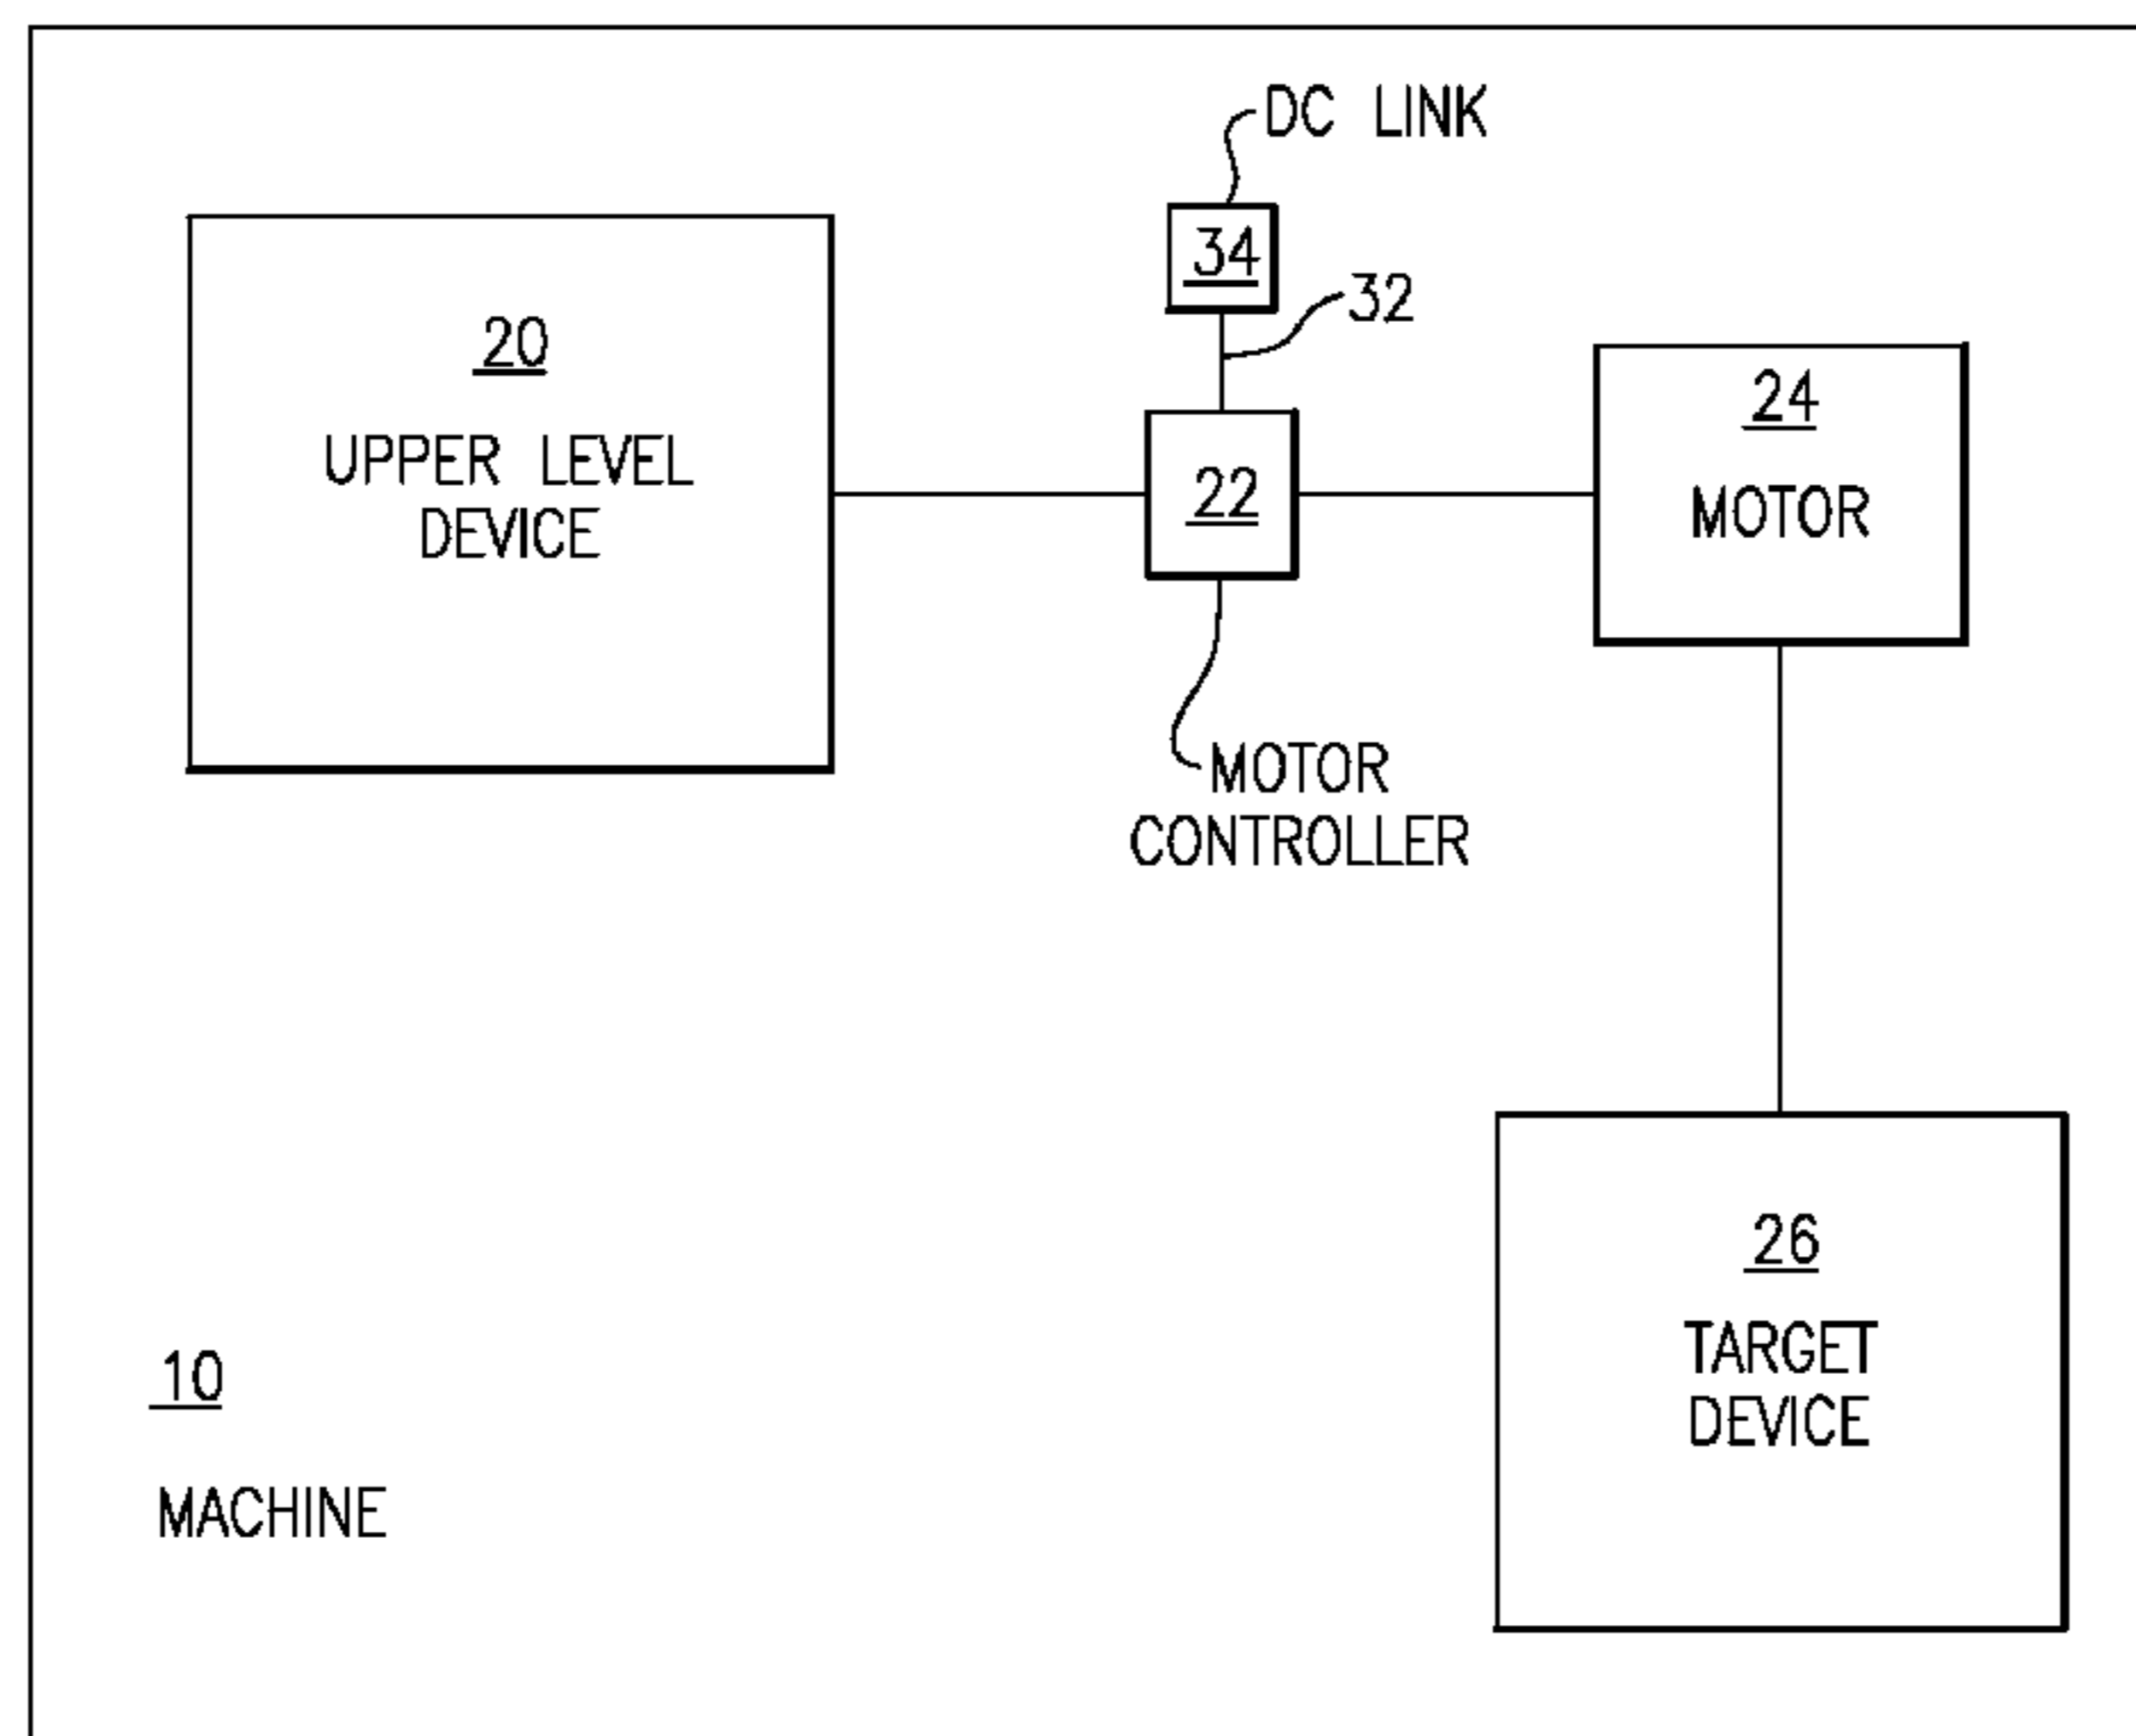 DC LINK
34
32
20
UPPER LEVEL
DEVICE
22
24
MOTOR
MOTOR
CONTROLLER
26
TARGET
DEVICE
10
MACHINE